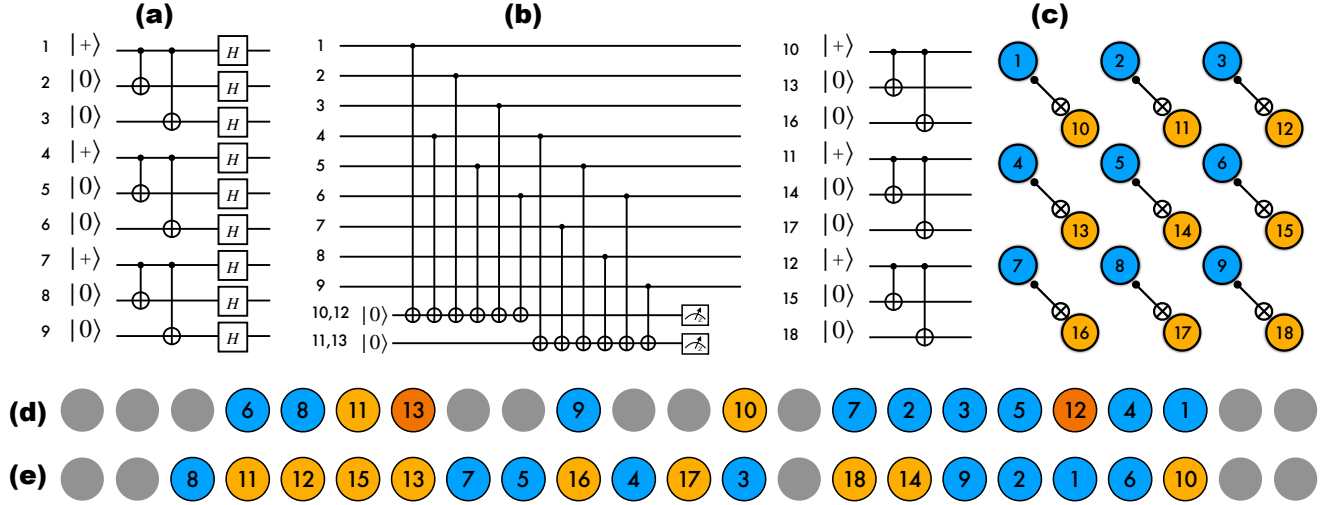 (a) (b) (c)
1 |+⟩ H
2 |0⟩ H
3 |0⟩ H
4 |+⟩ H
5 |0⟩ H
6 |0⟩ H
7 |+⟩ H
8 |0⟩ H
9 |0⟩ H
1
2
3
4
5
6
7
8
9
10,12 |0⟩ z
11,13 |0⟩ z
10 |+⟩
13 |0⟩
16 |0⟩
11 |+⟩
14 |0⟩
17 |0⟩
12 |+⟩
15 |0⟩
18 |0⟩
1 2 3
10 11 12
4 5 6
13 14 15
7 8 9
16 17 18
(d) 6 8 11 13 9 10 7 2 3 5 12 4 1
(e) 8 11 12 15 13 7 5 16 4 17 3 18 14 9 2 1 6 10